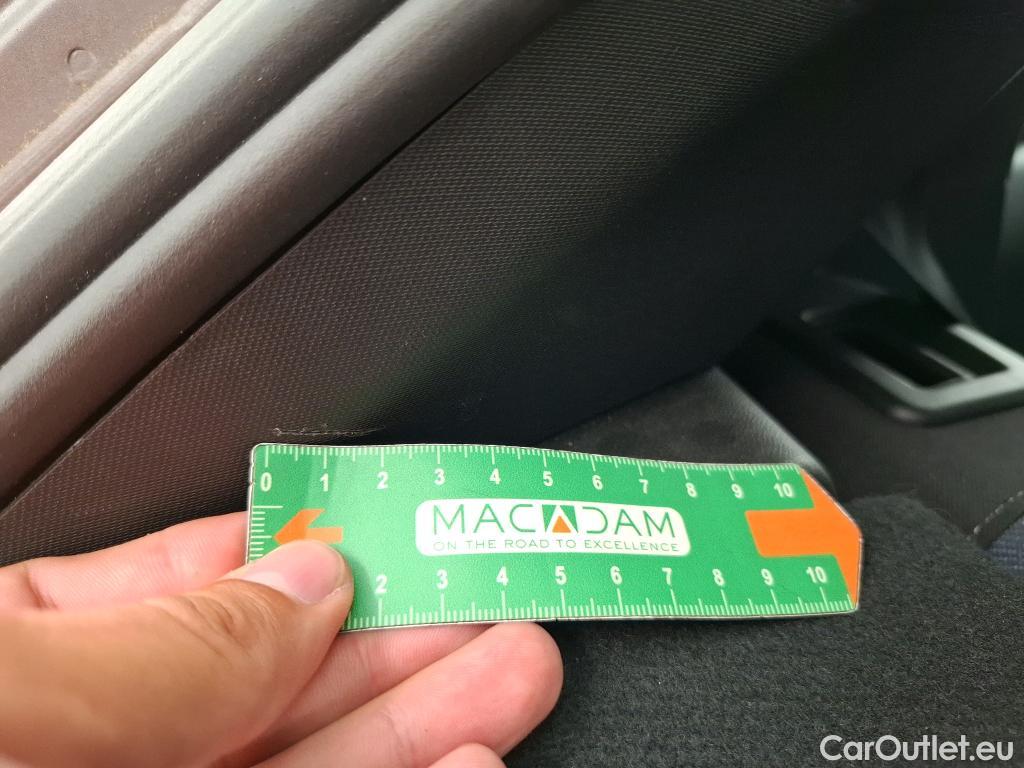 0 1 2 3 4 5 6 7 8 9 10
MACADAM
ON THE ROAD TO EXCELLENCE
2 3 4 5 6 7 8 9 10
CarOutlet.eu